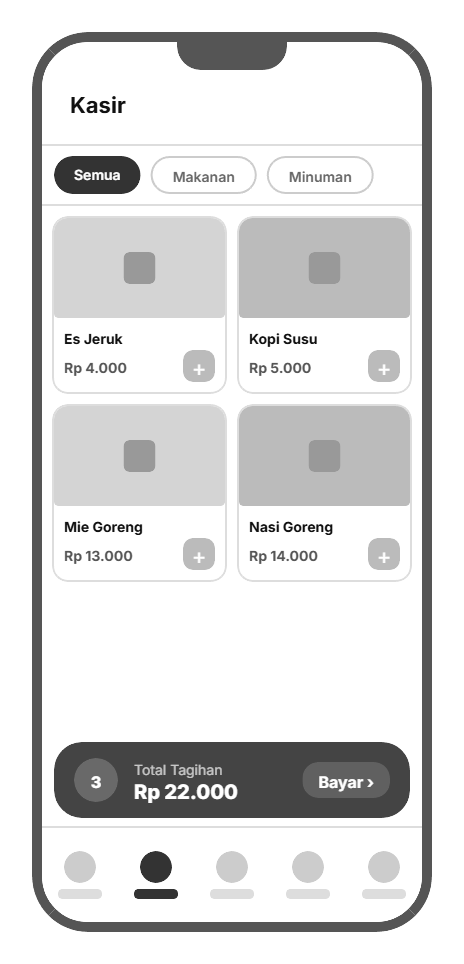 Kasir
Semua Makanan Minuman
Es Jeruk Kopi Susu
Rp 4.000 + Rp 5.000 +
Mie Goreng Nasi Goreng
Rp 13.000 + Rp 14.000 +
3 Total Tagihan
Rp 22.000 Bayar ›